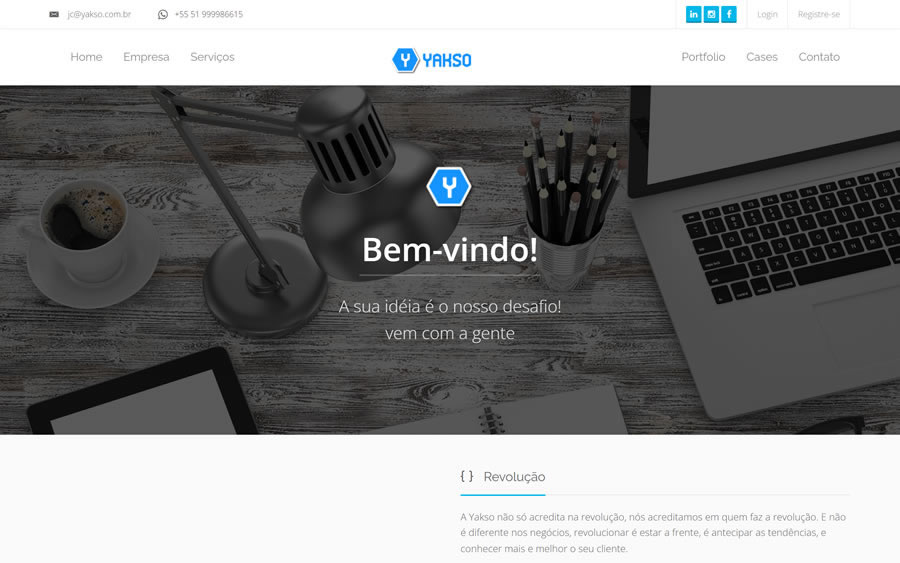 jc@yakso.com.br
+55 51 999986615
Login
Registre-se
Home
Empresa
Serviços
YAKSO
Portfolio
Cases
Contato
Bem-vindo!
A sua idéia é o nosso desafio!
vem com a gente
{ } Revolução
A Yakso não só acredita na revolução, nós acreditamos em quem faz a revolução. E não
é diferente nos negócios, revolucionar é estar a frente, é antecipar as tendências, e
conhecer mais e melhor o seu cliente.